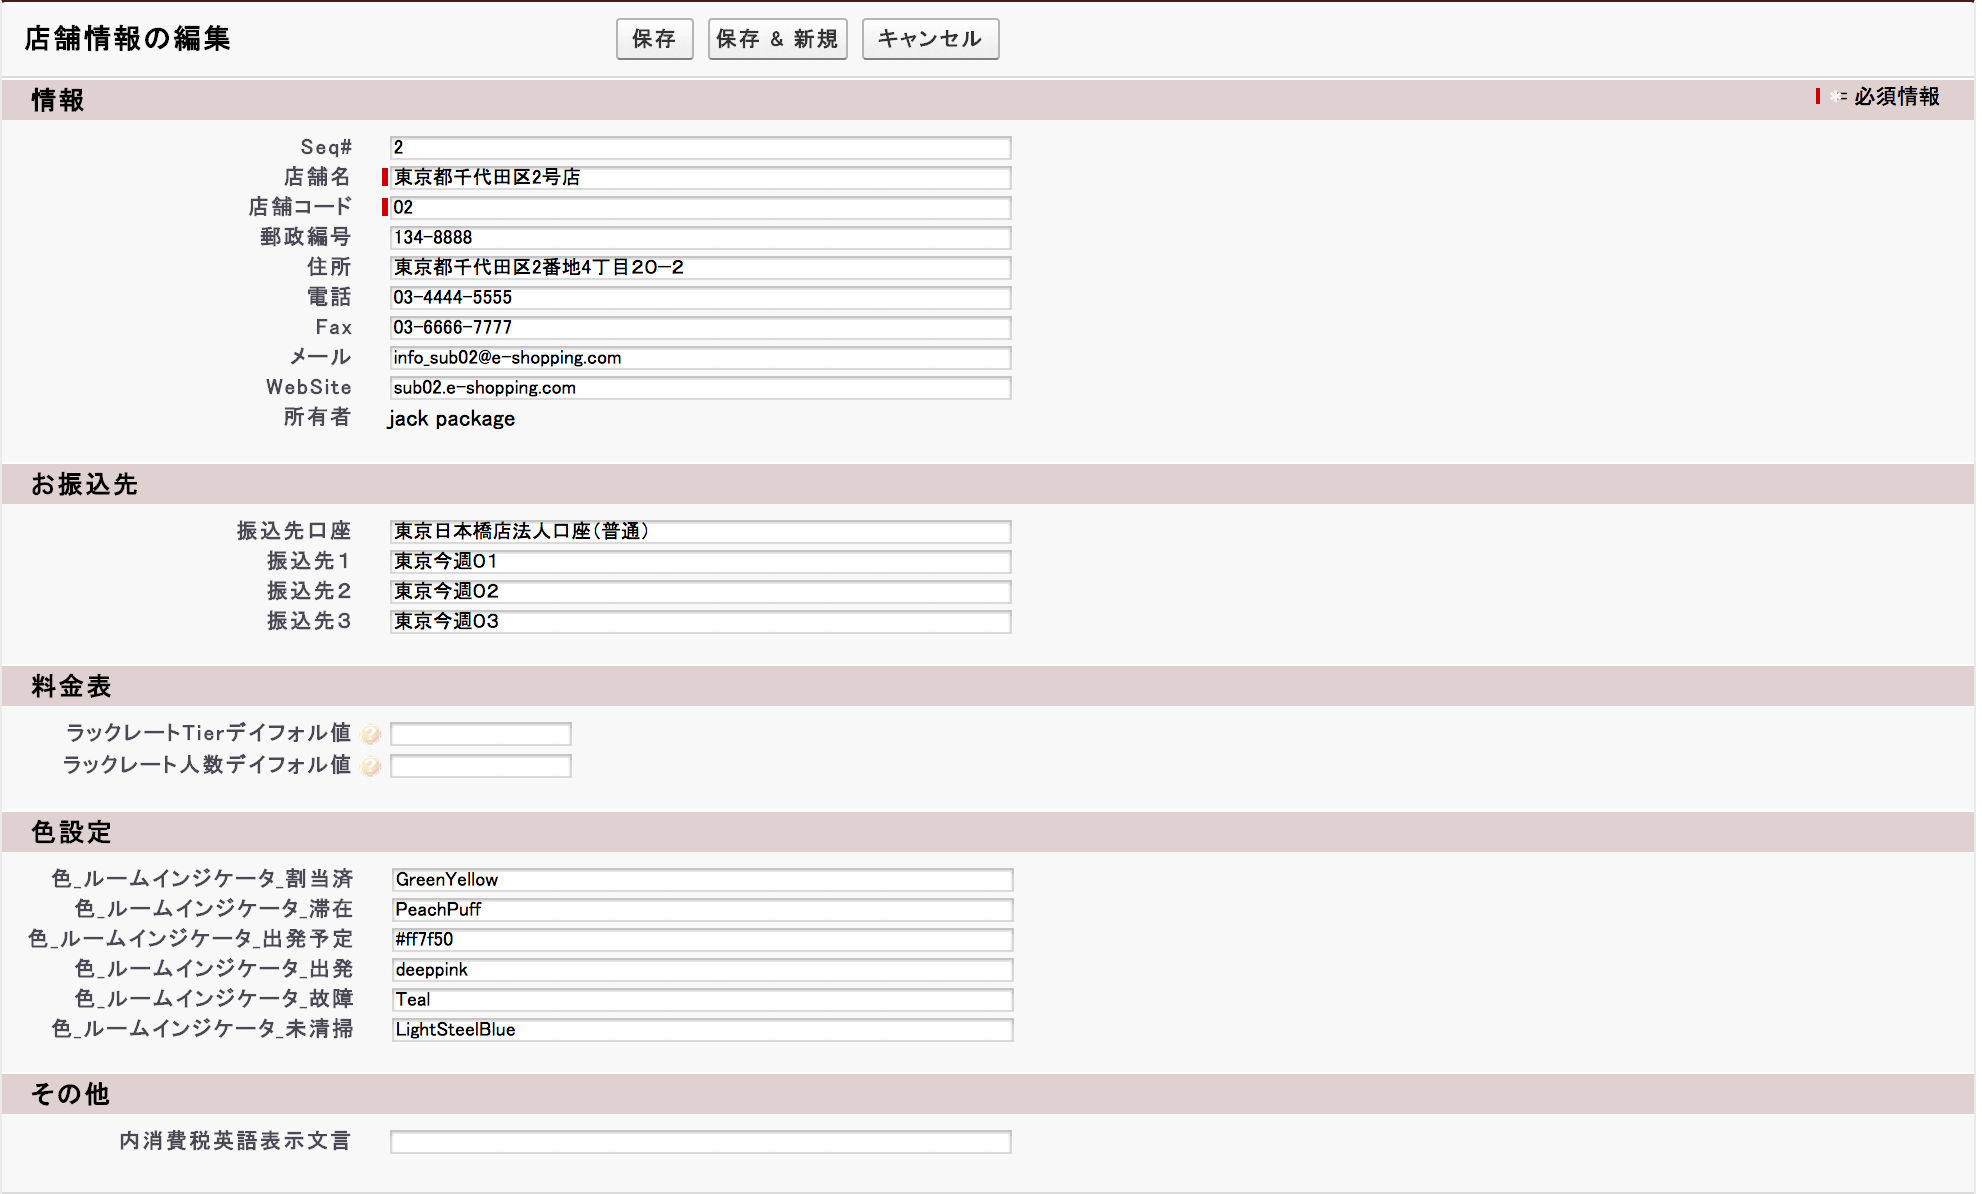 店舗情報の編集 保存 保存 & 新規 キャンセル
情報 *= 必須情報
Seq# 2
店舗名 東京都千代田区2号店
店舗コード 02
郵政編号 134-8888
住所 東京都千代田区2番地4丁目２０－２
電話 03-4444-5555
Fax 03-6666-7777
メール info_sub02@e-shopping.com
WebSite sub02.e-shopping.com
所有者 jack package
お振込先
振込先口座 東京日本橋店法人口座（普通）
振込先１ 東京今週０１
振込先２ 東京今週０２
振込先３ 東京今週０３
料金表
ラックレートTierデイフォル値 ?
ラックレート人数デイフォル値 ?
色設定
色_ルームインジケータ_割当済 GreenYellow
色_ルームインジケータ_滞在 PeachPuff
色_ルームインジケータ_出発予定 #ff7f50
色_ルームインジケータ_出発 deeppink
色_ルームインジケータ_故障 Teal
色_ルームインジケータ_未清掃 LightSteelBlue
その他
内消費税英語表示文言